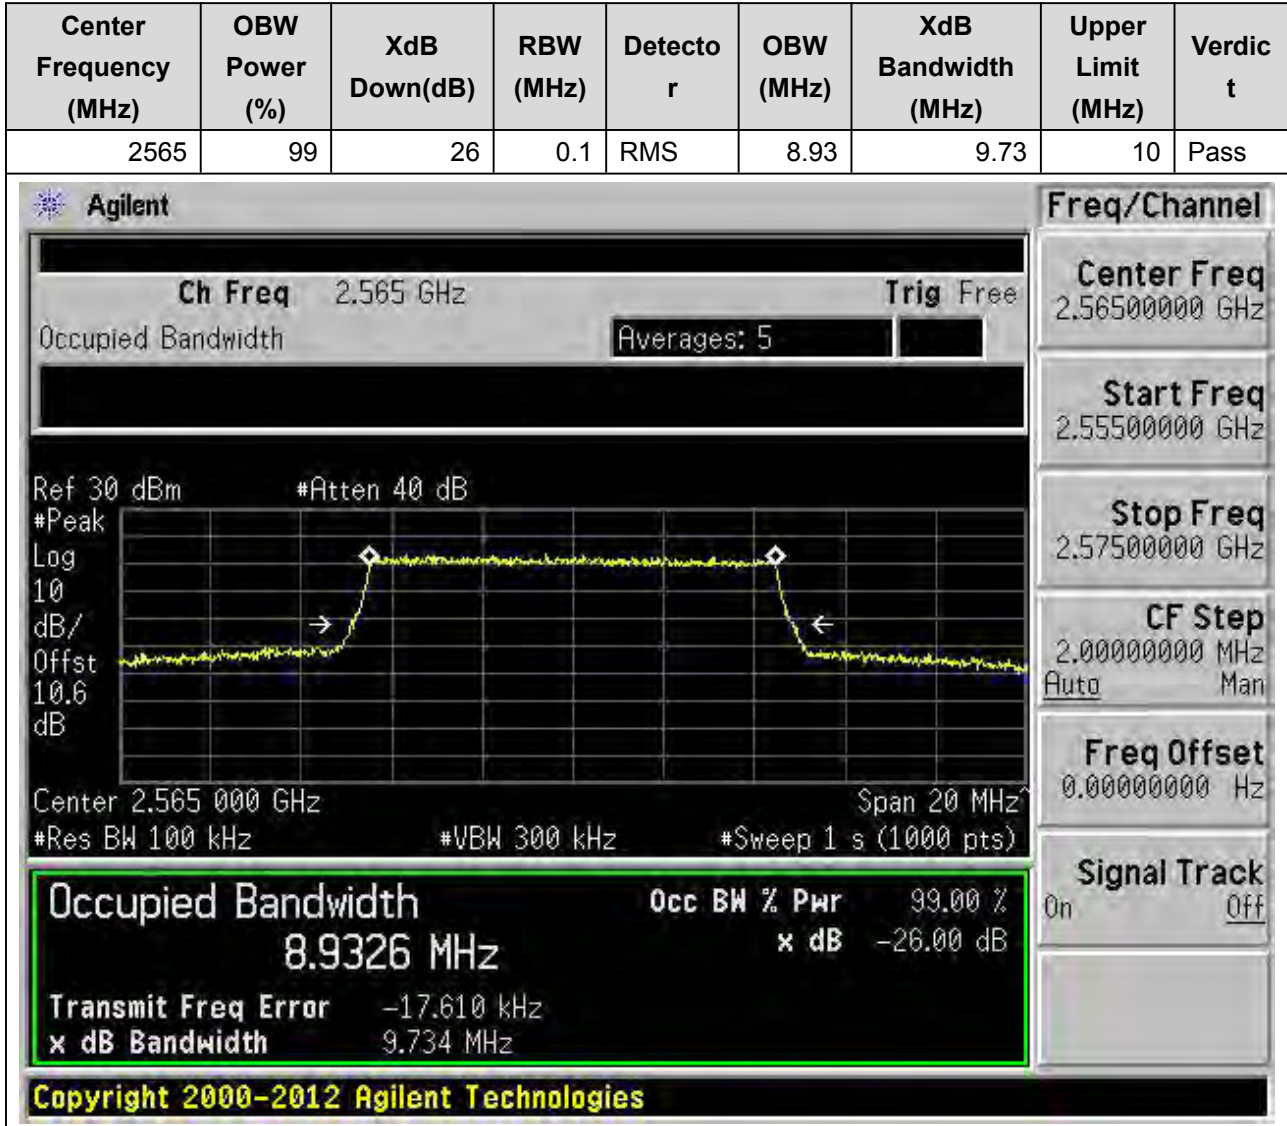 Center Frequency (MHz) OBW Power (%) XdB Down(dB) RBW (MHz) Detecto r OBW (MHz) XdB Bandwidth (MHz) Upper Limit (MHz) Verdic t
2565 99 26 0.1 RMS 8.93 9.73 10 Pass
Agilent
Freq/Channel
Ch Freq 2.565 GHz Trig Free
Occupied Bandwidth Averages: 5
Center Freq
2.56500000 GHz
Start Freq
2.55500000 GHz
Stop Freq
2.57500000 GHz
CF Step
2.00000000 MHz
Auto Man
Freq Offset
0.00000000 Hz
Signal Track
On Off
Ref 30 dBm #Atten 40 dB
#Peak
Log
10
dB/
Offst
10.6
dB
Center 2.565 000 GHz Span 20 MHz^
#Res BW 100 kHz #VBW 300 kHz #Sweep 1 s (1000 pts)
Occupied Bandwidth Occ BW % Pwr 99.00 %
8.9326 MHz x dB -26.00 dB
Transmit Freq Error -17.610 kHz
x dB Bandwidth 9.734 MHz
Copyright 2000-2012 Agilent Technologies